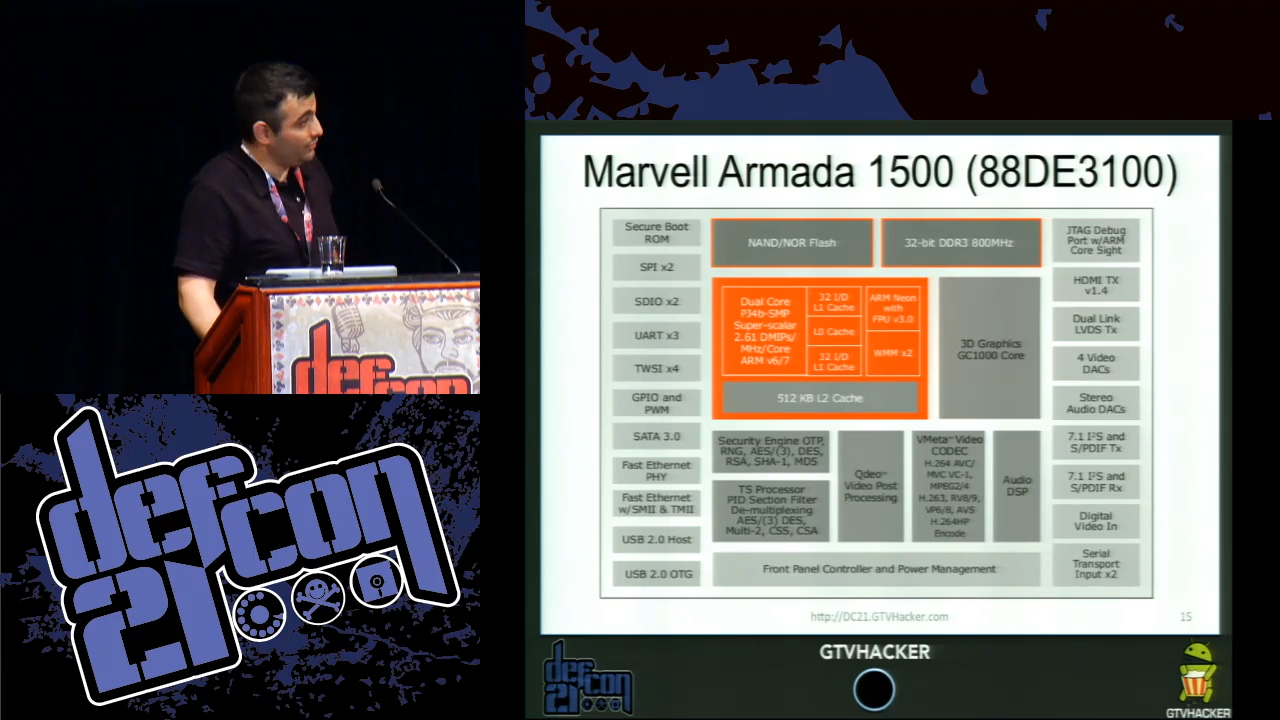 Marvell Armada 1500 (88DE3100)
Secure Boot
ROM
SPI x2
SDIO x2
UART x3
TWSI x4
GPIO and
PWM
SATA 3.0
Fast Ethernet
PHY
Fast Ethernet
w/SMII & TMII
USB 2.0 Host
USB 2.0 OTG
NAND/NOR Flash
32-bit DDR3 800MHz
Dual Core
PJ4b-SMP
Super-scalar
2.61 DMIPs/
MHz/Core
ARM v6/7
32 I/D
L1 Cache
L0 Cache
32 I/D
L1 Cache
ARM Neon
with
FPU v3.0
WMM x2
512 KB L2 Cache
3D Graphics
GC1000 Core
Security Engine OTP,
RNG, AES/(3), DES,
RSA, SHA-1, MD5
TS Processor
PID Section Filter
De-multiplexing
AES/(3) DES,
Multi-2, CSS, CSA
Qdeo™
Video Post
Processing
VMeta™ Video
CODEC
H.264 AVC/
MVC VC-1,
MPEG2/4
H.263, RV8/9,
VP6/8, AVS
H.264HP
Encode
Audio
DSP
Front Panel Controller and Power Management
JTAG Debug
Port w/ARM
Core Sight
HDMI TX
v1.4
Dual Link
LVDS Tx
4 Video
DACs
Stereo
Audio DACs
7.1 I²S and
S/PDIF Tx
7.1 I²S and
S/PDIF Rx
Digital
Video In
Serial
Transport
Input x2
http://DC21.GTVHacker.com
15
defcon
defcon
21
defcon
21
GTVHACKER
GTVHACKER